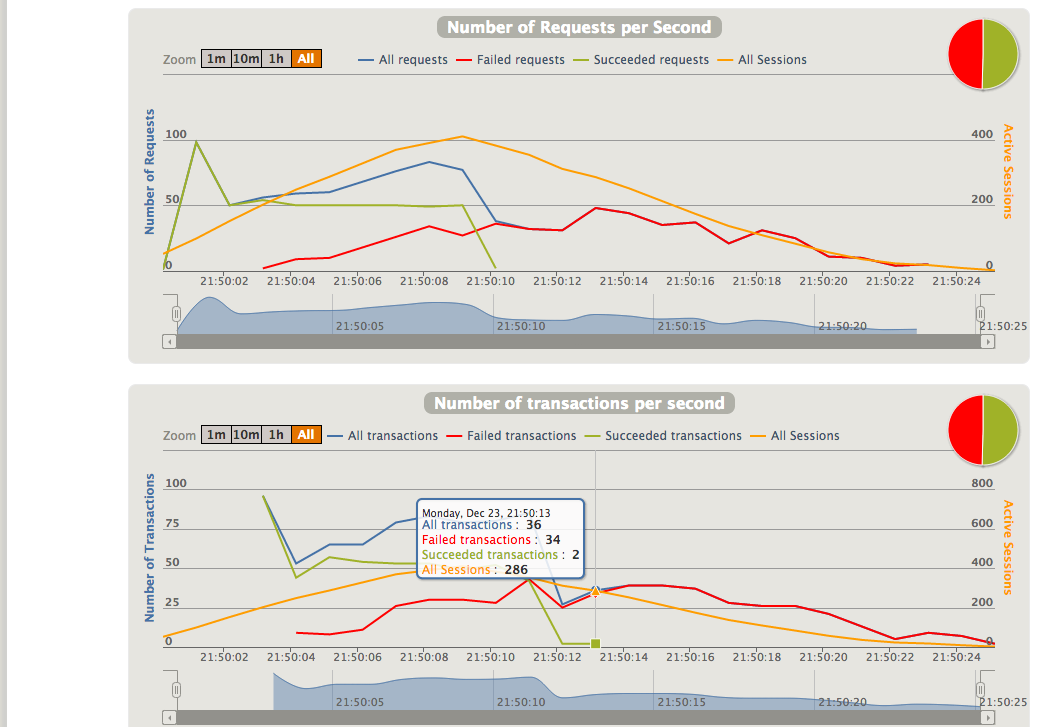 Number of Requests per Second
Zoom 1m 10m 1h All All requests Failed requests Succeeded requests All Sessions
Number of Requests
100
50
0
Active Sessions
400
200
0
21:50:02 21:50:04 21:50:06 21:50:08 21:50:10 21:50:12 21:50:14 21:50:16 21:50:18 21:50:20 21:50:22 21:50:24
21:50:05 21:50:10 21:50:15 21:50:20 21:50:25
Number of transactions per second
Zoom 1m 10m 1h All All transactions Failed transactions Succeeded transactions All Sessions
Number of Transactions
100
75
50
25
0
Monday, Dec 23, 21:50:13
All transactions : 36
Failed transactions : 34
Succeeded transactions : 2
All Sessions : 286
Active Sessions
800
600
400
200
0
21:50:02 21:50:04 21:50:06 21:50:08 21:50:10 21:50:12 21:50:14 21:50:16 21:50:18 21:50:20 21:50:22 21:50:24
21:50:05 21:50:10 21:50:15 21:50:20 21:50:25